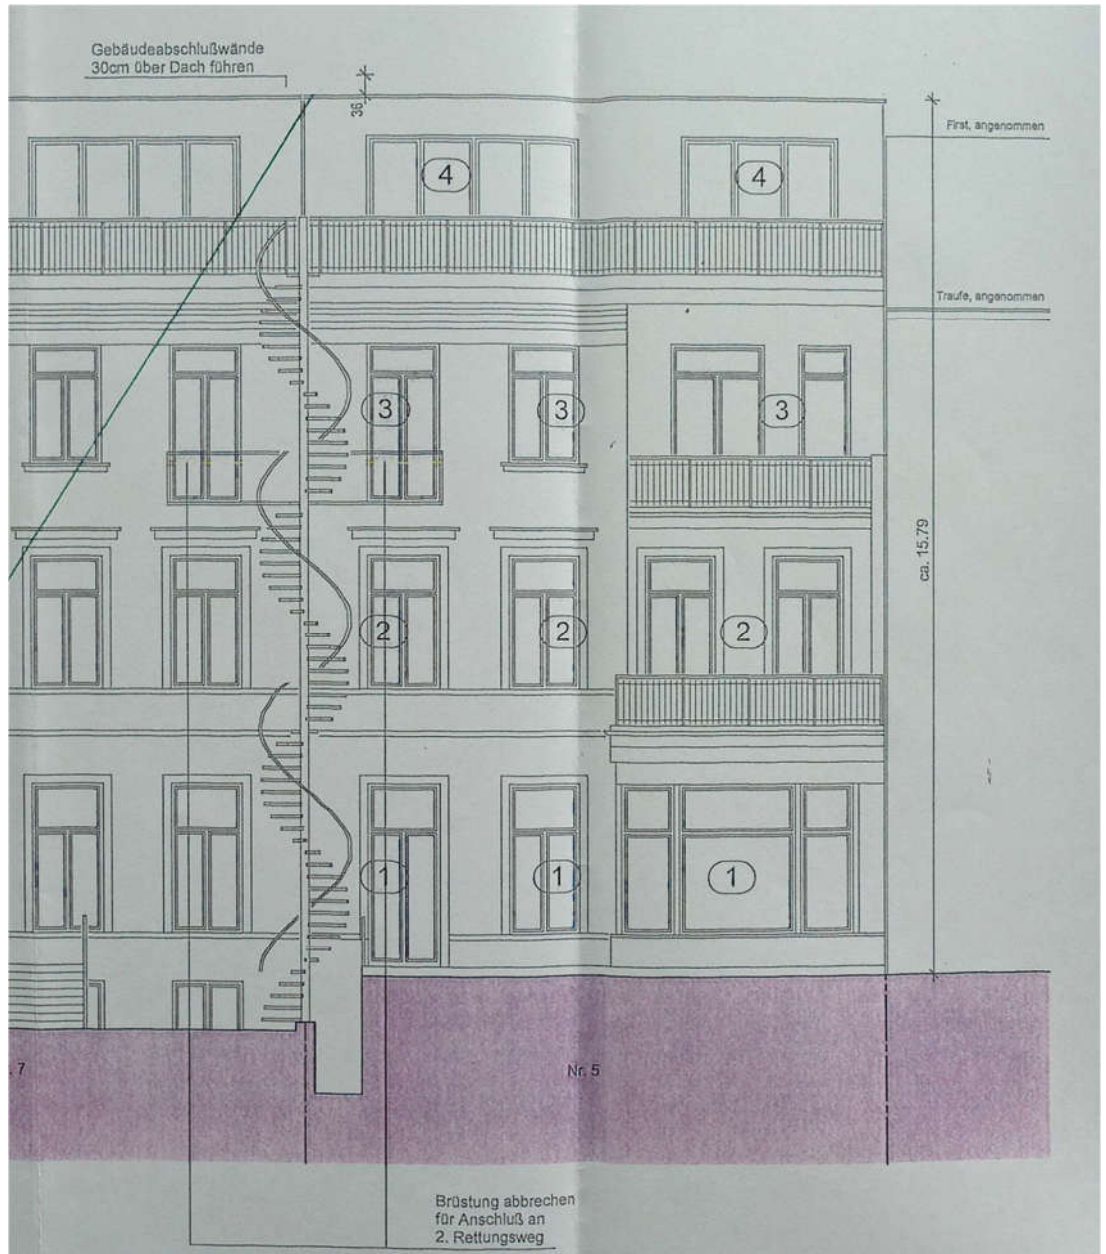 Gebäudeabschlußwände
30cm über Dach führen
36
First, angenommen
4
4
Traufe, angenommen
3
3
3
ca. 15.79
2
2
2
1
1
1
. 7
Nr. 5
Brüstung abbrechen
für Anschluß an
2. Rettungsweg